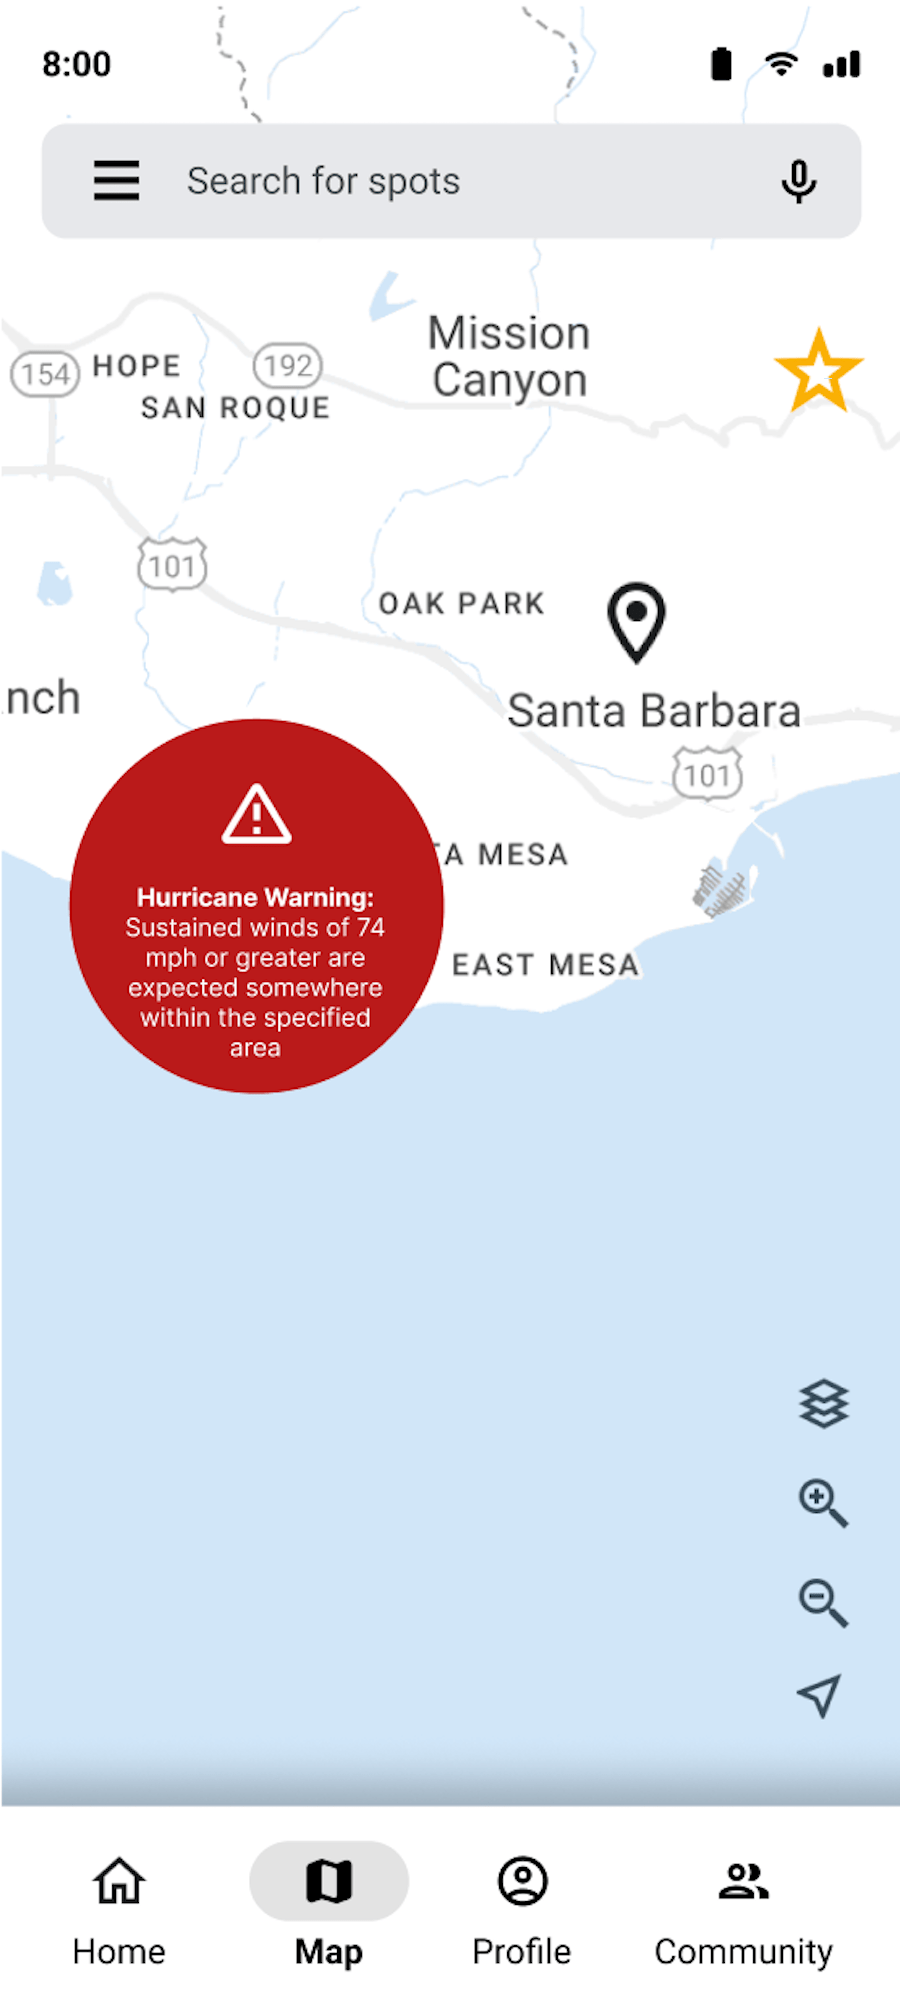 8:00
Search for spots
Mission
Canyon
154
HOPE
192
SAN ROQUE
101
OAK PARK
nch
Santa Barbara
101
TA MESA
Hurricane Warning:
Sustained winds of 74
mph or greater are
expected somewhere
within the specified
area
EAST MESA
Home
Map
Profile
Community